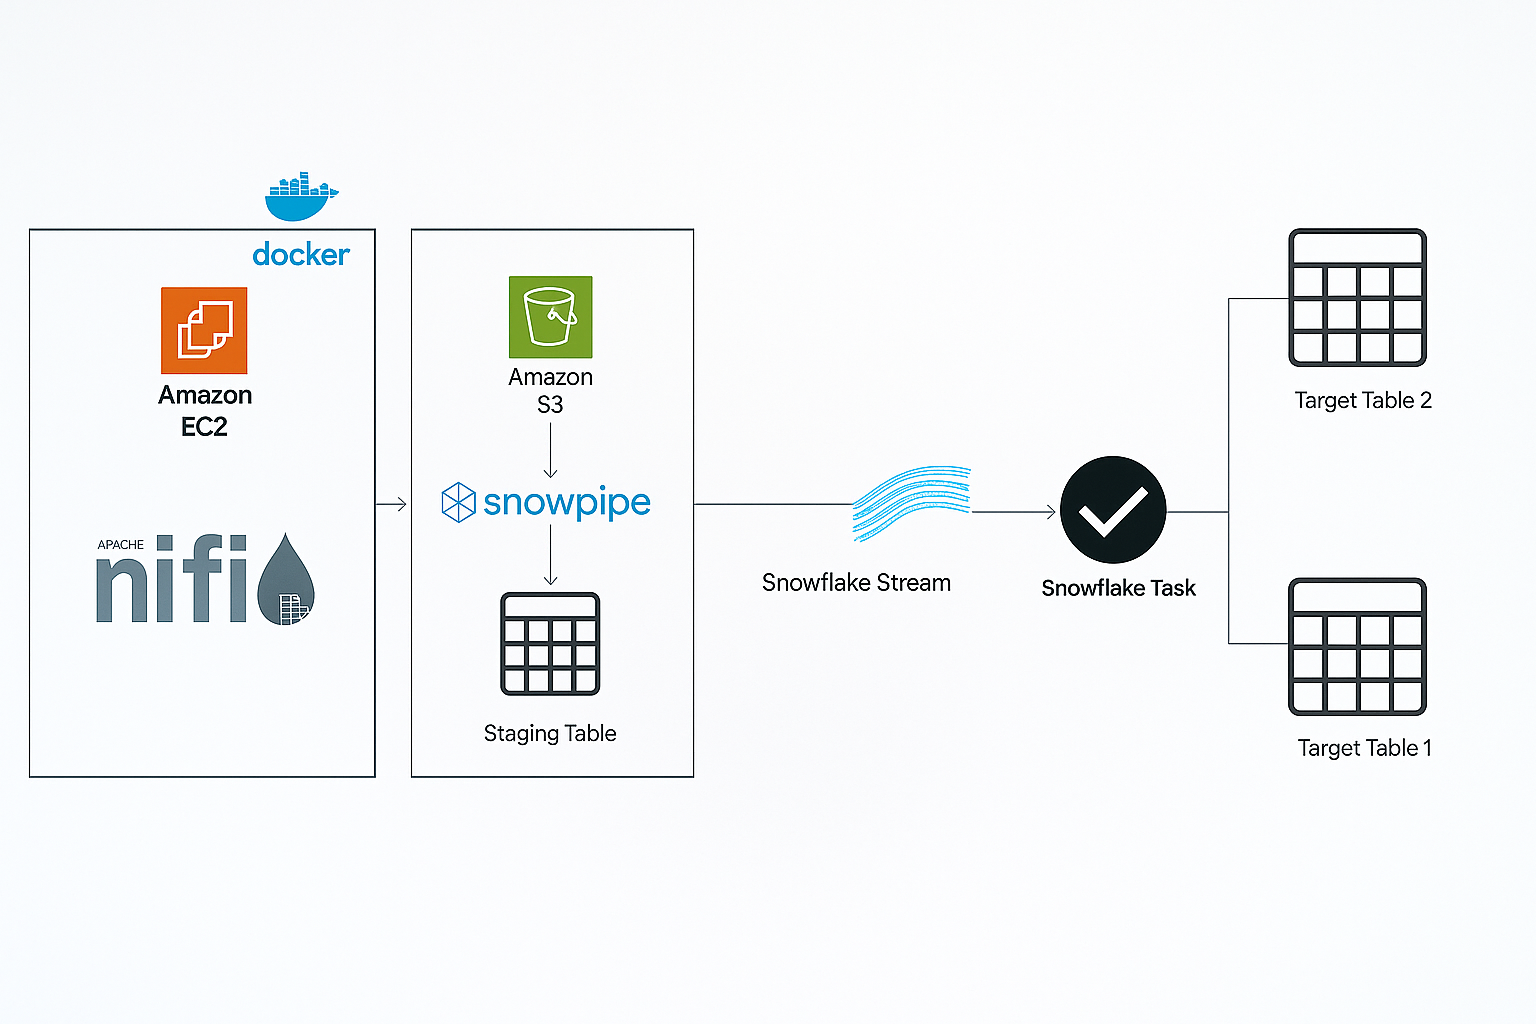 docker
Amazon
EC2
APACHE
nifi
Amazon
S3
snowpipe
Staging Table
Snowflake Stream
Snowflake Task
Target Table 2
Target Table 1